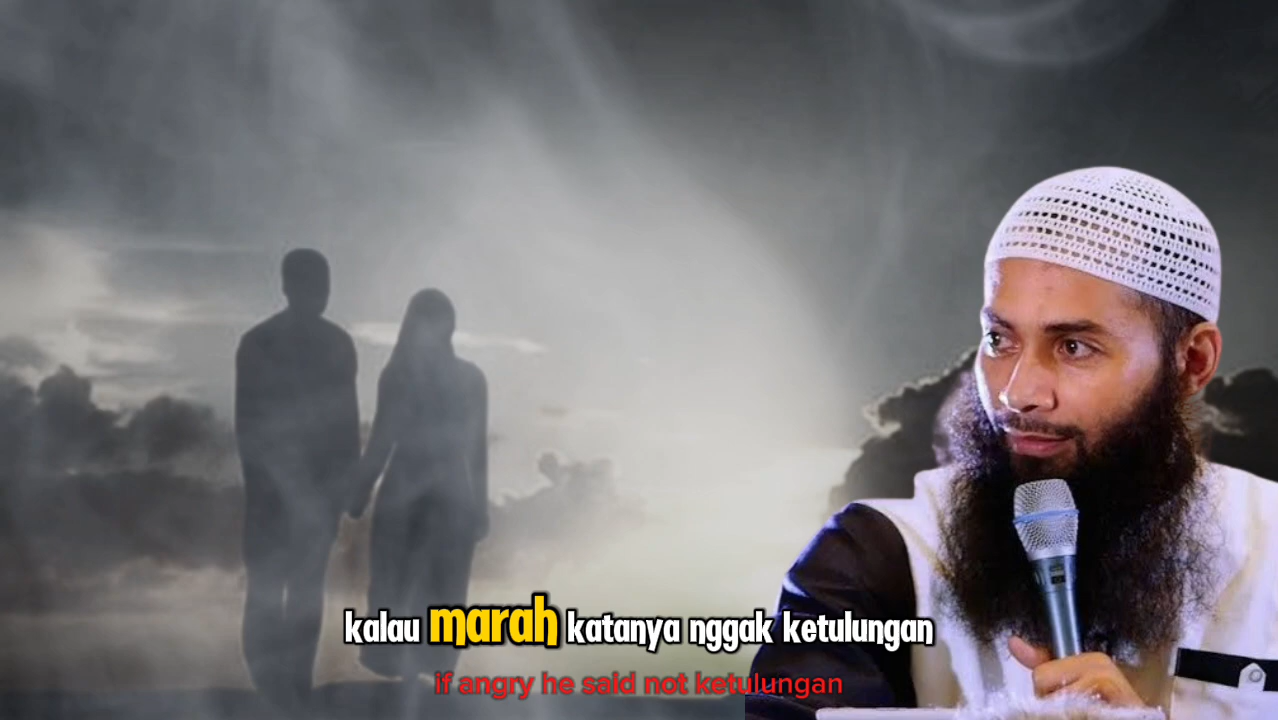 kalau marah katanya nggak ketulungan
if angry he said not ketulungan